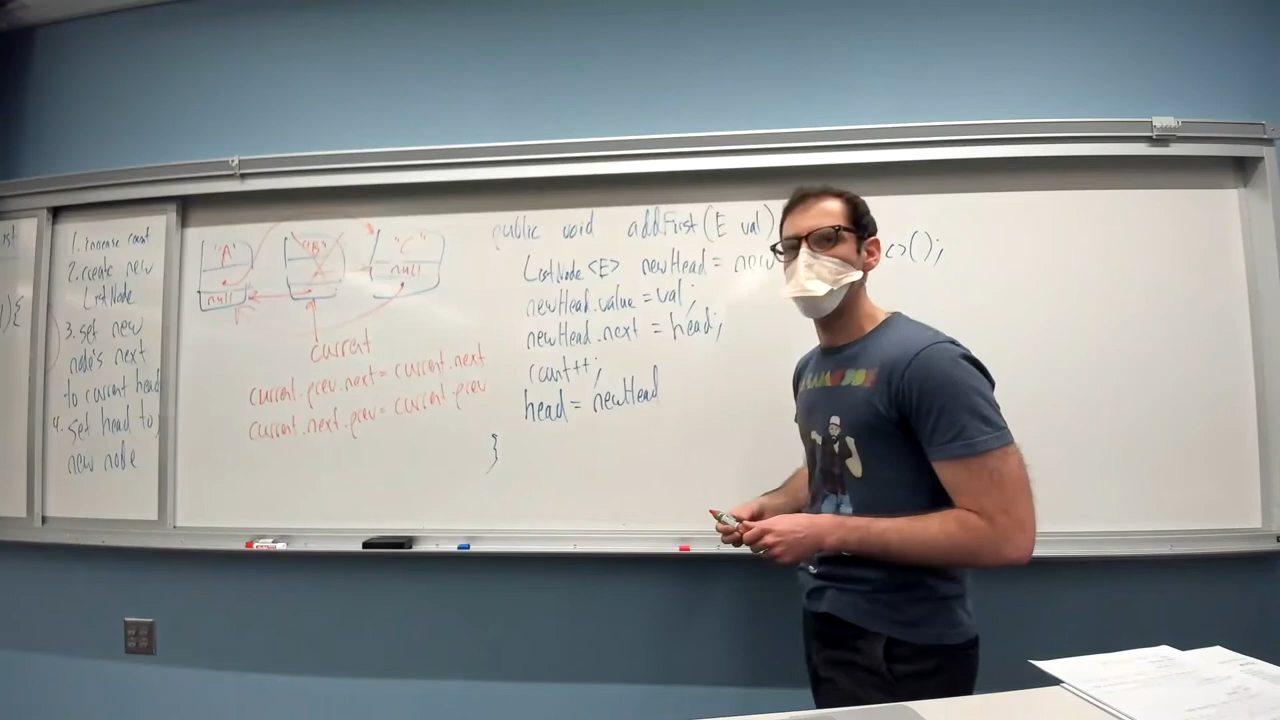 1. increase count
2. create new
ListNode
3. set new
node's next
to current head
4. set head to
new node
){
"A"
null
"B"
"C"
null
current
current.prev.next = current.next
current.next.prev = current.prev
public void addFirst(E val)
ListNode<E> newHead = new <>();
newHead.value = val;
newHead.next = head;
count++;
head = newHead
}